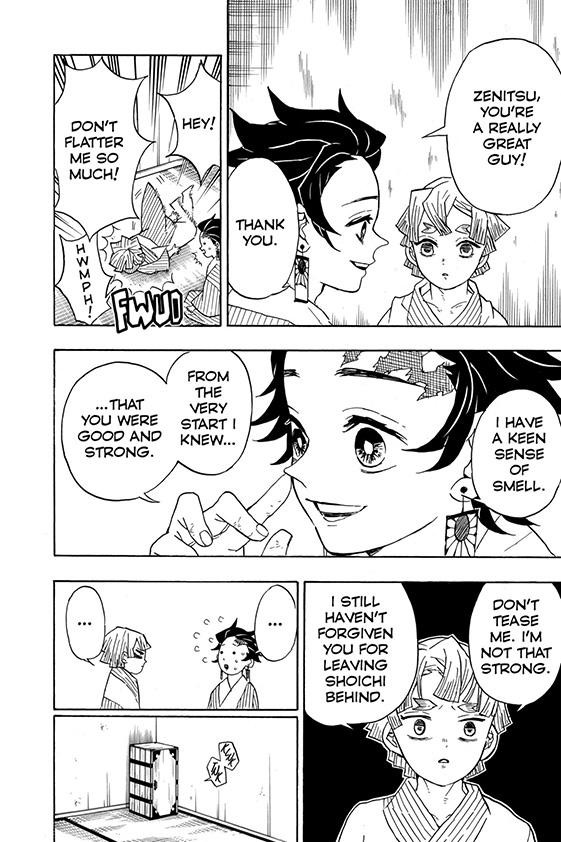 ZENITSU,
YOU'RE
A REALLY
GREAT
GUY!
THANK
YOU.
HEY!
DON'T
FLATTER
ME SO
MUCH!
HWMPH!
FWUD
I HAVE
A KEEN
SENSE
OF
SMELL.
FROM
THE
VERY
START I
KNEW...
...THAT
YOU WERE
GOOD AND
STRONG.
DON'T
TEASE
ME. I'M
NOT THAT
STRONG.
I STILL
HAVEN'T
FORGIVEN
YOU FOR
LEAVING
SHOICHI
BEHIND.
...
...